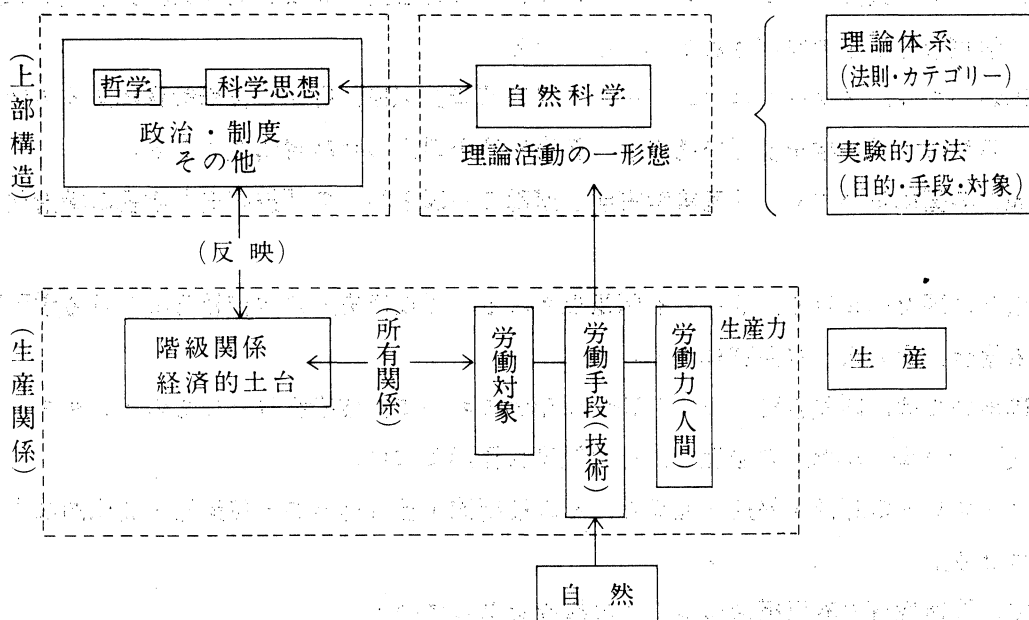 (上部構造)
哲学
科学思想
政治・制度
その他
自然科学
理論活動の一形態
理論体系
(法則・カテゴリー)
実験的方法
(目的・手段・対象)
(反映)
(生産関係)
階級関係
経済的土台
(所有関係)
労働対象
労働手段(技術)
労働力(人間)
生産力
生産
自然